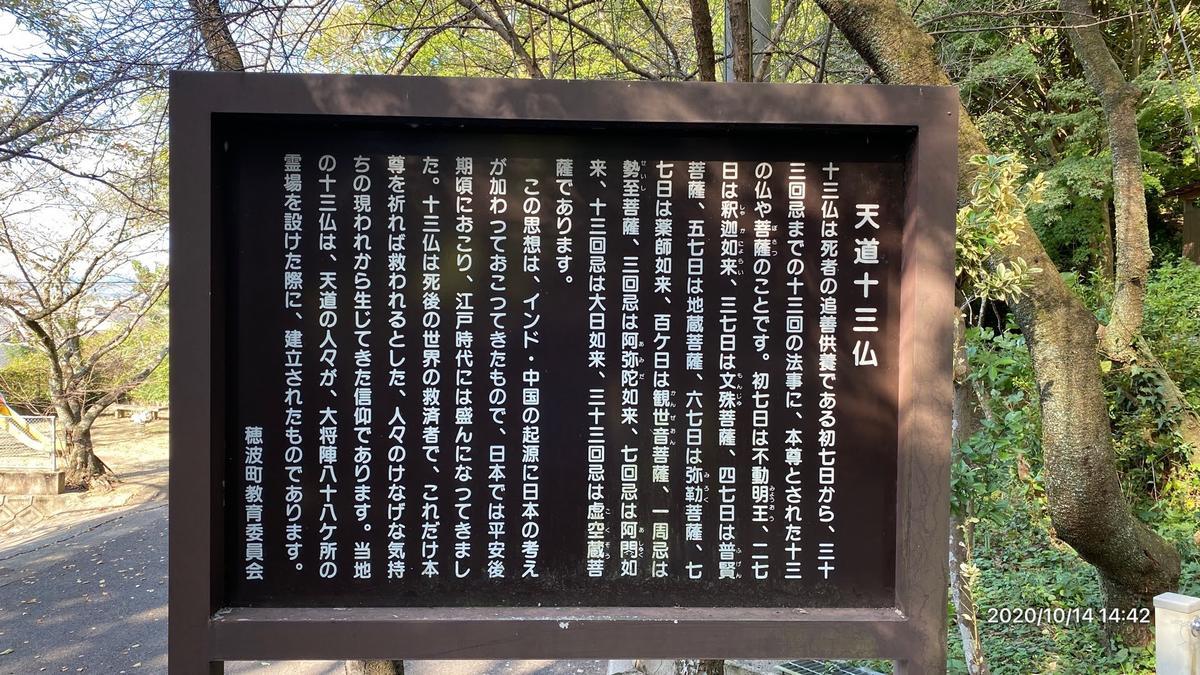 天道十三仏
十三仏は死者の追善供養である初七日から、三十
三回忌までの十三回の法事に、本尊とされた十三
の仏や菩薩のことです。初七日は不動明王、二七
日は釈迦如来、三七日は文殊菩薩、四七日は普賢
菩薩、五七日は地蔵菩薩、六七日は弥勒菩薩、七
七日は薬師如来、百ケ日は観世音菩薩、一周忌は
勢至菩薩、三回忌は阿弥陀如来、七回忌は阿閦如
来、十三回忌は大日如来、三十三回忌は虚空蔵菩
薩であります。
この思想は、インド・中国の起源に日本の考え
が加わっておこってきたもので、日本では平安後
期頃におこり、江戸時代には盛んになってきまし
た。十三仏は死後の世界の救済者で、これだけ本
尊を祈れば救われるとした、人々のけなげな気持
ちの現われから生じてきた信仰であります。当地
の十三仏は、天道の人々が、大将陣八十八ケ所の
霊場を設けた際に、建立されたものであります。
穂波町教育委員会
2020/10/14 14:42